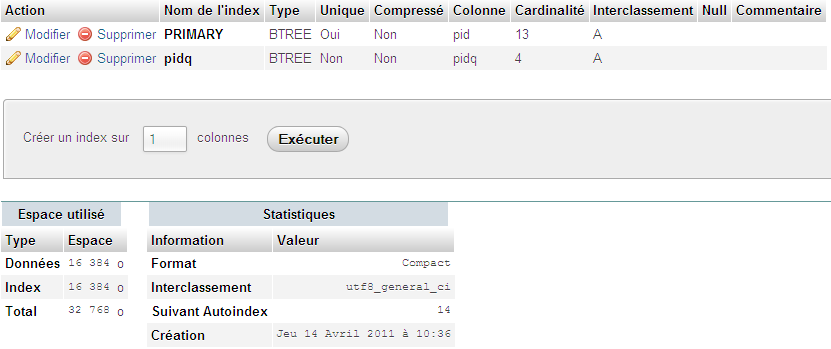 Action Nom de l'index Type Unique Compressé Colonne Cardinalité Interclassement Null Commentaire
Modifier Supprimer PRIMARY BTREE Oui Non pid 13 A
Modifier Supprimer pidq BTREE Non Non pidq 4 A
Créer un index sur 1 colonnes Exécuter
Espace utilisé Statistiques
Type Espace Information Valeur
Données 16 384 o Format Compact
Index 16 384 o Interclassement utf8_general_ci
Total 32 768 o Suivant Autoindex 14
Création Jeu 14 Avril 2011 à 10:36